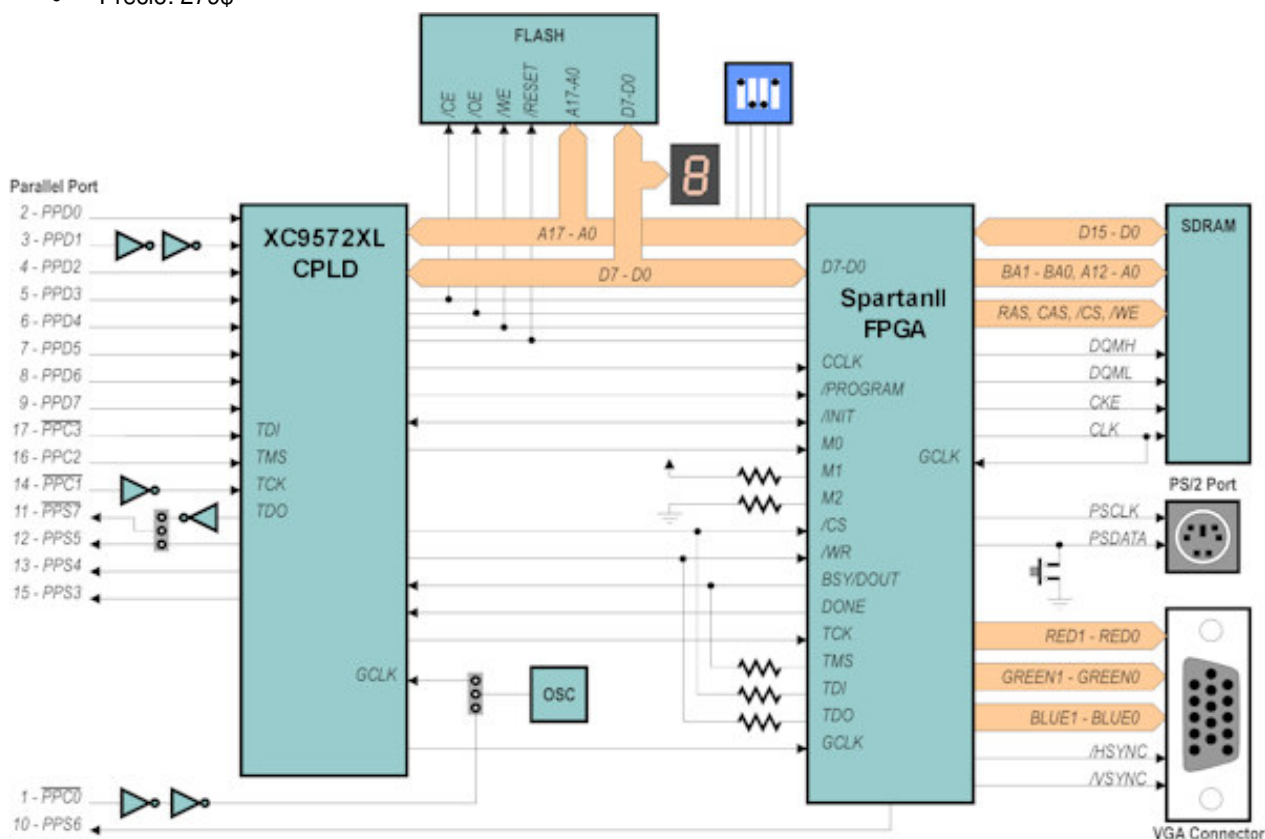 FLASH
/CE
/OE
/WE
/RESET
A17-A0
D7-D0
8
Parallel Port
2 - PPD0
3 - PPD1
4 - PPD2
5 - PPD3
6 - PPD4
7 - PPD5
8 - PPD6
9 - PPD7
17 - PPC3
16 - PPC2
14 - PPC1
11 - PPS7
12 - PPS5
13 - PPS4
15 - PPS3
1 - PPC0
10 - PPS6
XC9572XL
CPLD
TDI
TMS
TCK
TDO
GCLK
A17 - A0
D7 - D0
OSC
D7-D0
SpartanII
FPGA
CCLK
/PROGRAM
/INIT
M0
M1
M2
/CS
/WR
BSY/DOUT
DONE
TCK
TMS
TDI
TDO
GCLK
GCLK
D15 - D0
BA1 - BA0, A12 - A0
RAS, CAS, /CS, /WE
DQMH
DQML
CKE
CLK
SDRAM
PS/2 Port
PSCLK
PSDATA
RED1 - RED0
GREEN1 - GREEN0
BLUE1 - BLUE0
/HSYNC
/VSYNC
VGA Connector